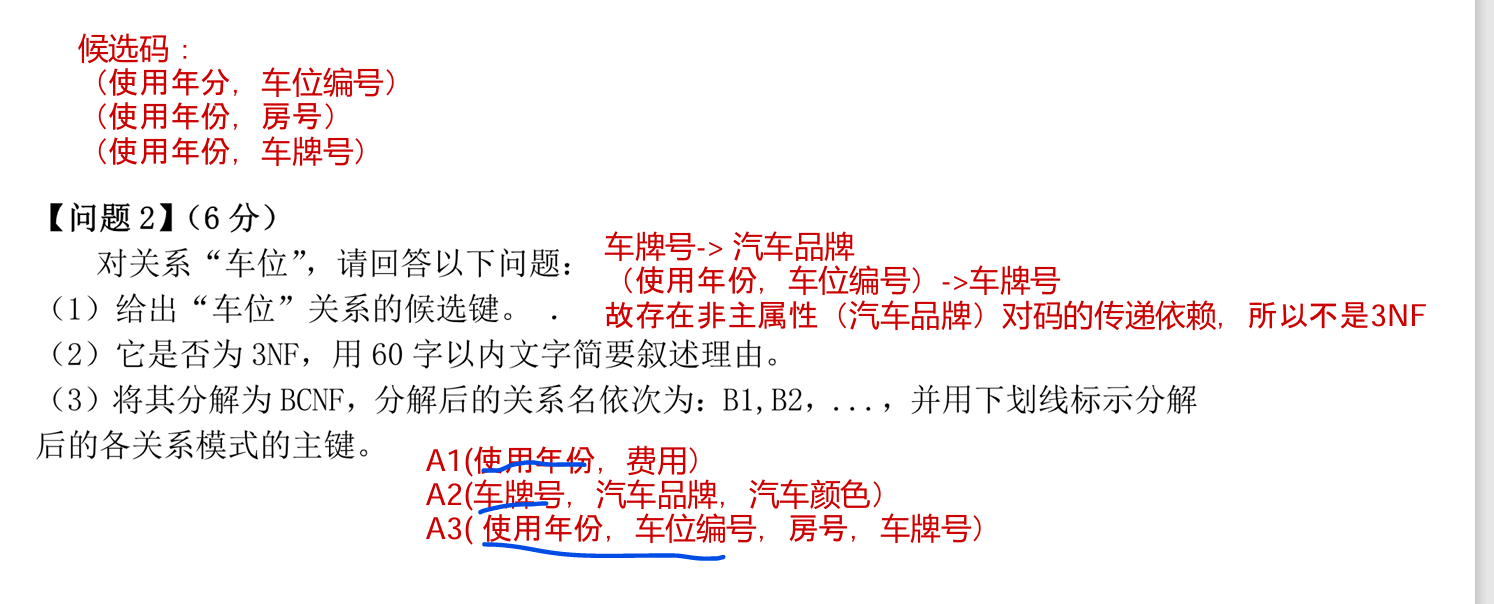 候选码：
（使用年分，车位编号）
（使用年份，房号）
（使用年份，车牌号）
【问题 2】（6 分）
对关系“车位”，请回答以下问题：
车牌号-> 汽车品牌
（使用年份，车位编号）->车牌号
（1）给出“车位”关系的候选键。 .
故存在非主属性（汽车品牌）对码的传递依赖，所以不是3NF
（2）它是否为 3NF，用 60 字以内文字简要叙述理由。
（3）将其分解为 BCNF，分解后的关系名依次为：B1,B2，...，并用下划线标示分解
后的各关系模式的主键。
A1(使用年份，费用）
A2(车牌号，汽车品牌，汽车颜色）
A3( 使用年份，车位编号，房号，车牌号）